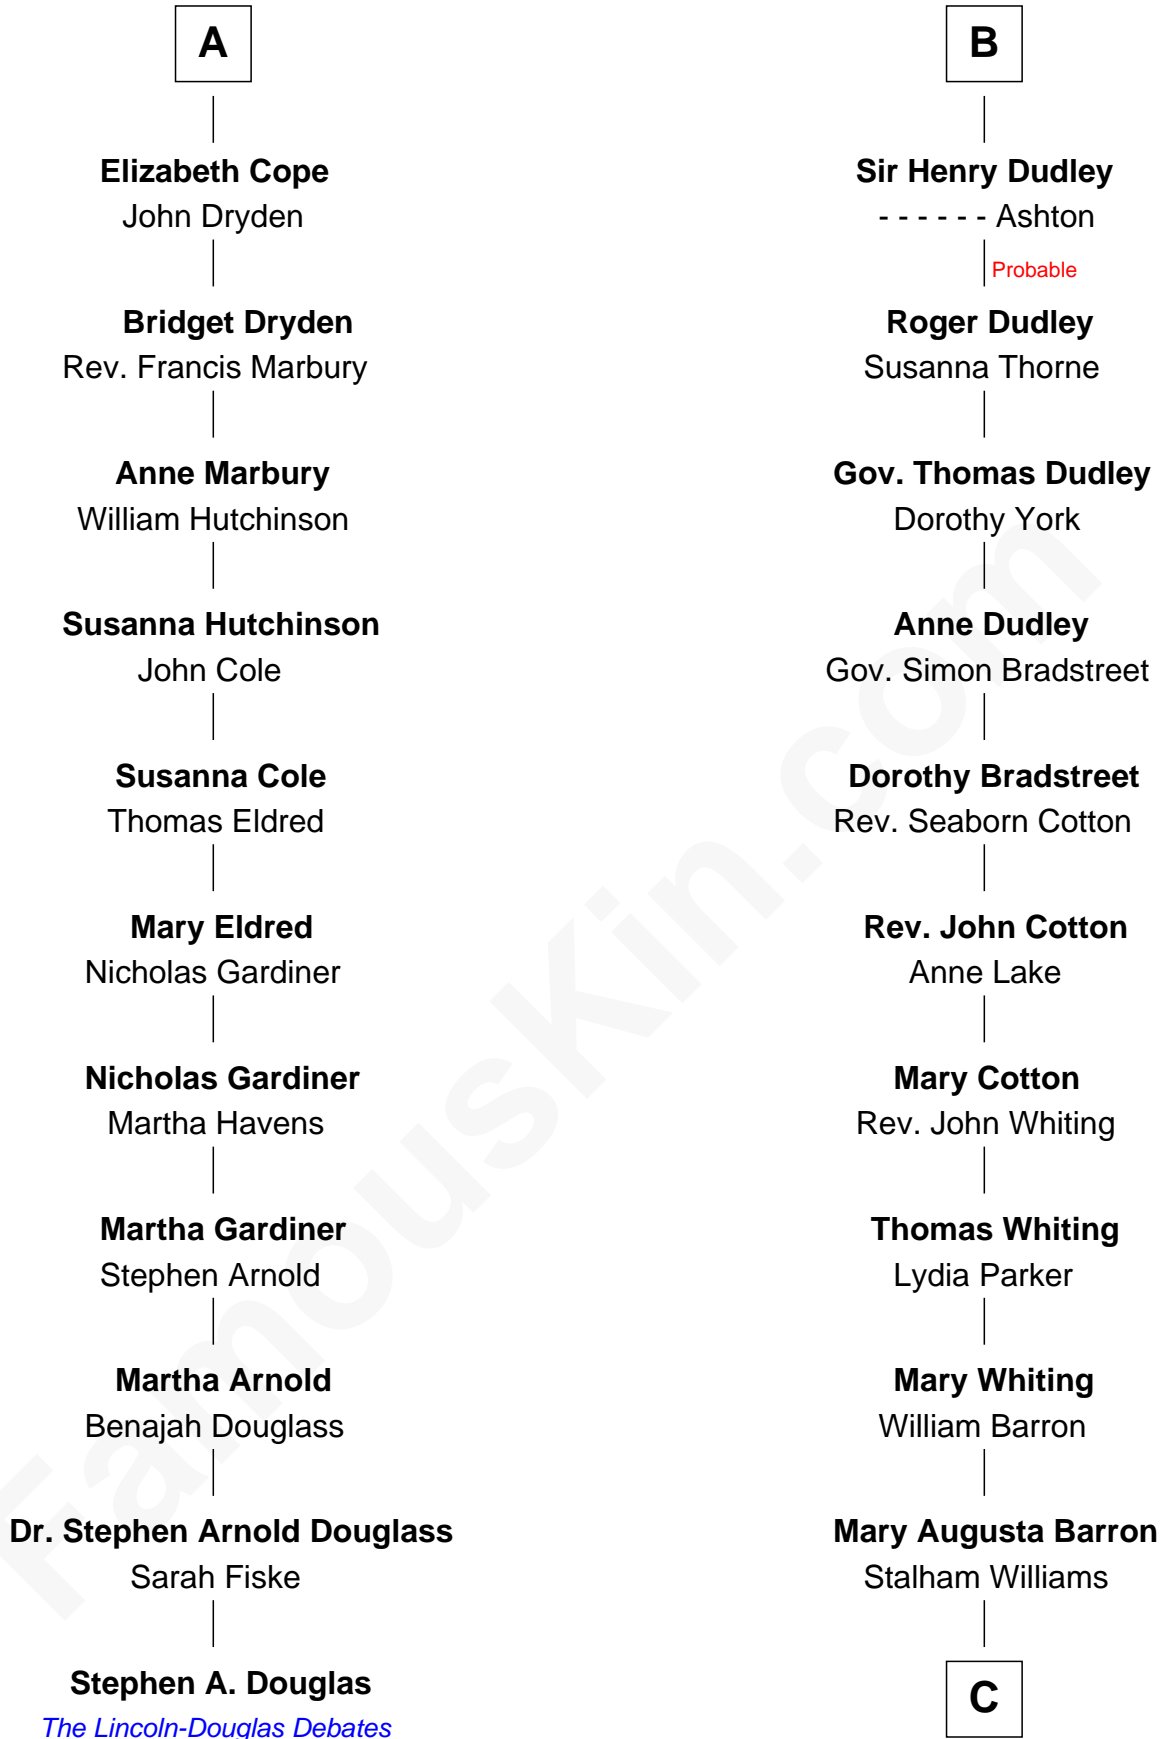 A
Elizabeth Cope
John Dryden
Bridget Dryden
Rev. Francis Marbury
Anne Marbury
William Hutchinson
Susanna Hutchinson
John Cole
Susanna Cole
Thomas Eldred
Mary Eldred
Nicholas Gardiner
Nicholas Gardiner
Martha Havens
Martha Gardiner
Stephen Arnold
Martha Arnold
Benajah Douglass
Dr. Stephen Arnold Douglass
Sarah Fiske
Stephen A. Douglas
The Lincoln-Douglas Debates
B
Sir Henry Dudley
- - - - - - Ashton
Probable
Roger Dudley
Susanna Thorne
Gov. Thomas Dudley
Dorothy York
Anne Dudley
Gov. Simon Bradstreet
Dorothy Bradstreet
Rev. Seaborn Cotton
Rev. John Cotton
Anne Lake
Mary Cotton
Rev. John Whiting
Thomas Whiting
Lydia Parker
Mary Whiting
William Barron
Mary Augusta Barron
Stalham Williams
C
FamousKin.com